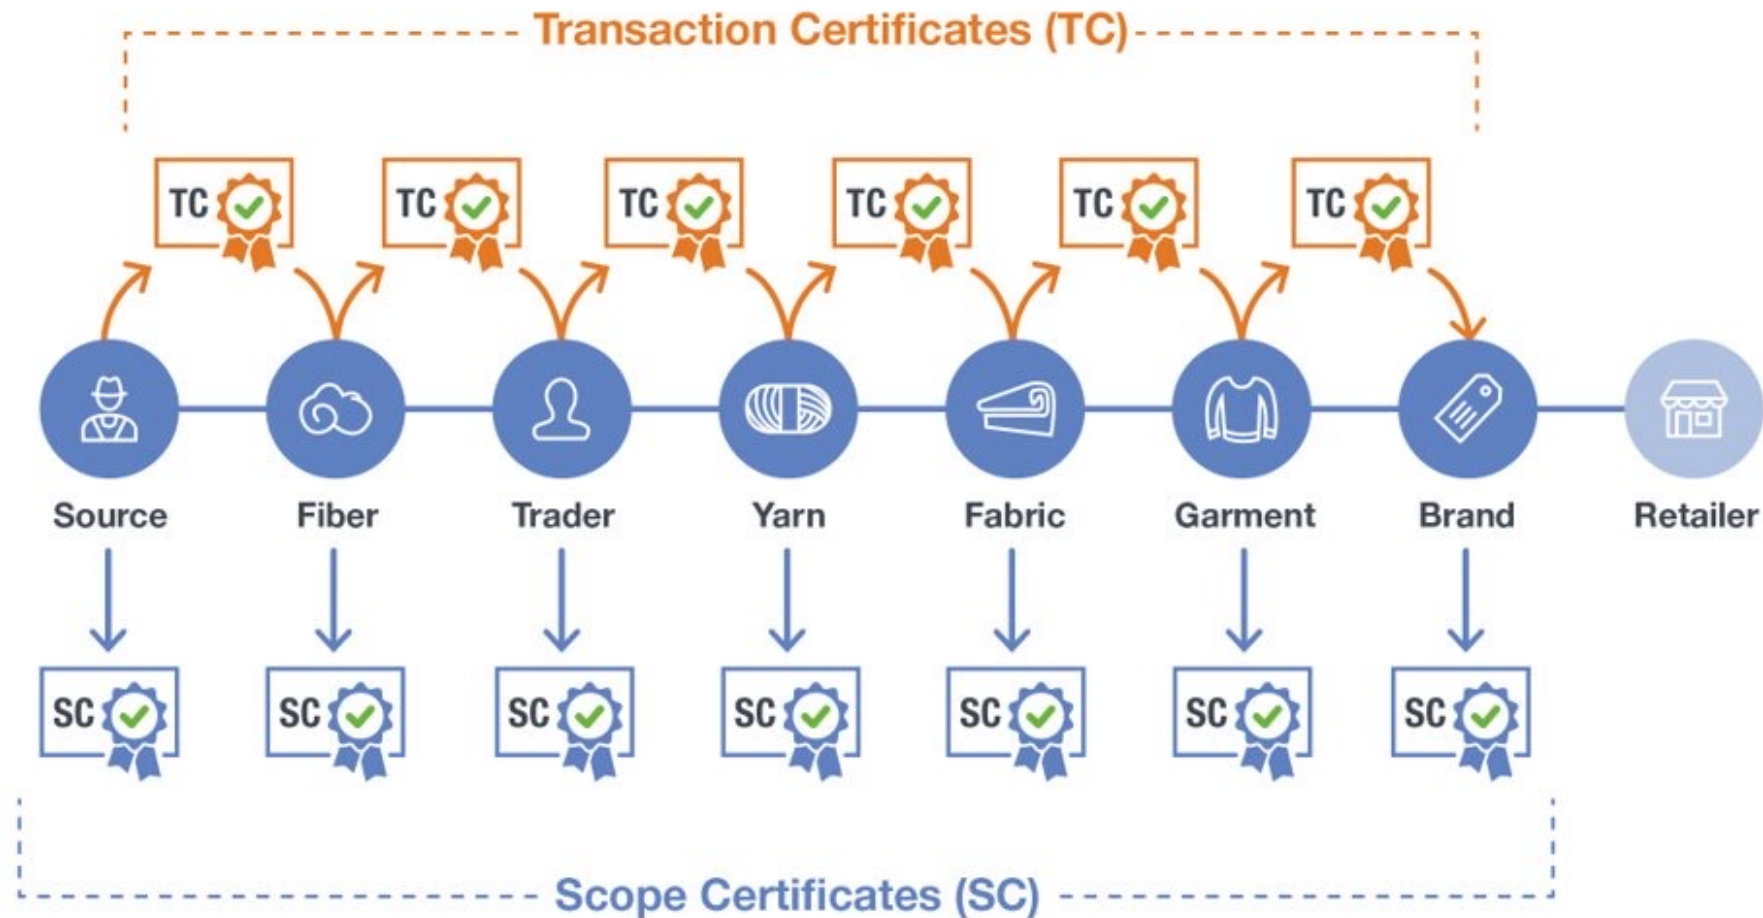 Transaction Certificates (TC)
TC TC TC TC TC TC
Source Fiber Trader Yarn Fabric Garment Brand Retailer
SC SC SC SC SC SC SC
Scope Certificates (SC)